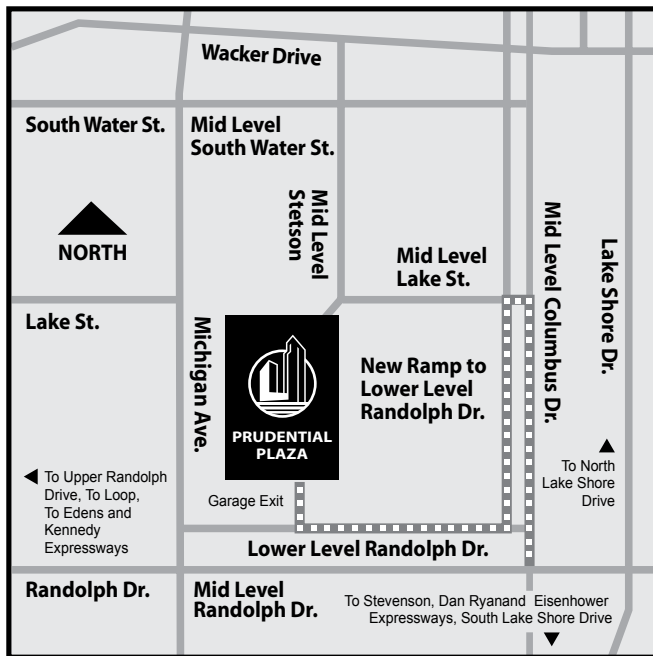 Wacker Drive
South Water St.
Mid Level
South Water St.
NORTH
Mid Level
Stetson
Mid Level
Lake St.
Mid Level Columbus Dr.
Lake Shore Dr.
Lake St.
Michigan Ave.
PRUDENTIAL
PLAZA
New Ramp to
Lower Level
Randolph Dr.
To Upper Randolph
Drive, To Loop,
To Edens and
Kennedy
Expressways
Garage Exit
To North
Lake Shore
Drive
Lower Level Randolph Dr.
Randolph Dr.
Mid Level
Randolph Dr.
To Stevenson, Dan Ryanand Eisenhower
Expressways, South Lake Shore Drive